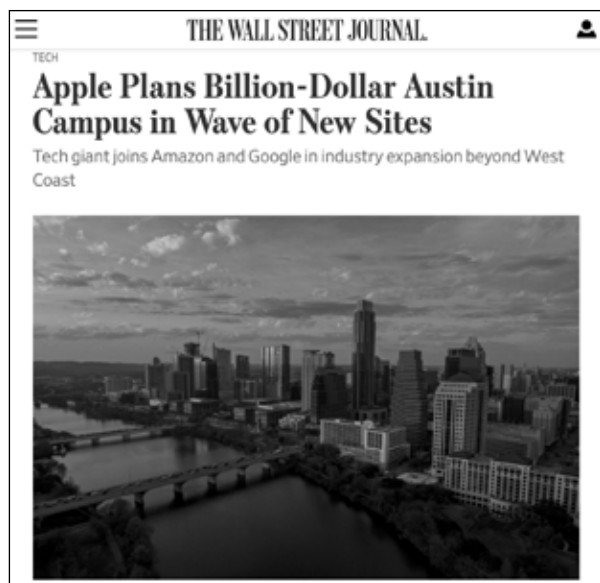 THE WALL STREET JOURNAL.
TECH
Apple Plans Billion-Dollar Austin
Campus in Wave of New Sites
Tech giant joins Amazon and Google in industry expansion beyond West
Coast